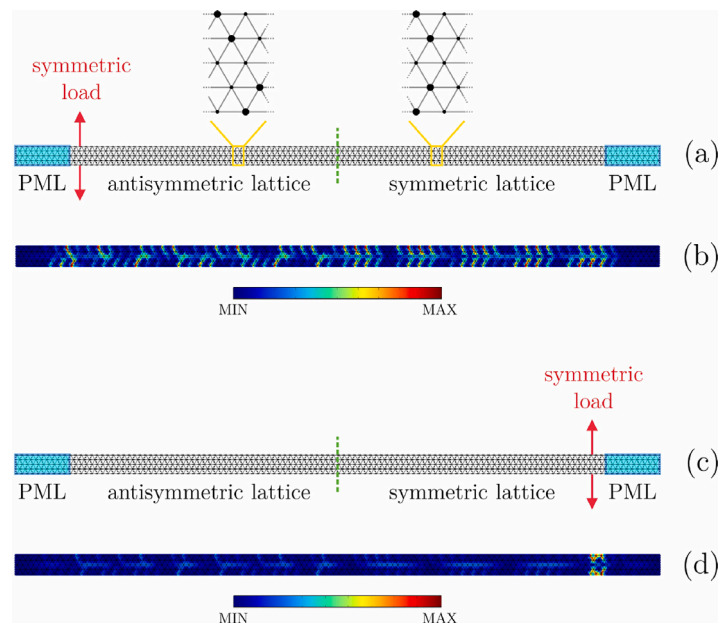 symmetric
load
(a)
PML antisymmetric lattice symmetric lattice PML
(b)
MIN MAX
symmetric
load
(c)
PML antisymmetric lattice symmetric lattice PML
(d)
MIN MAX